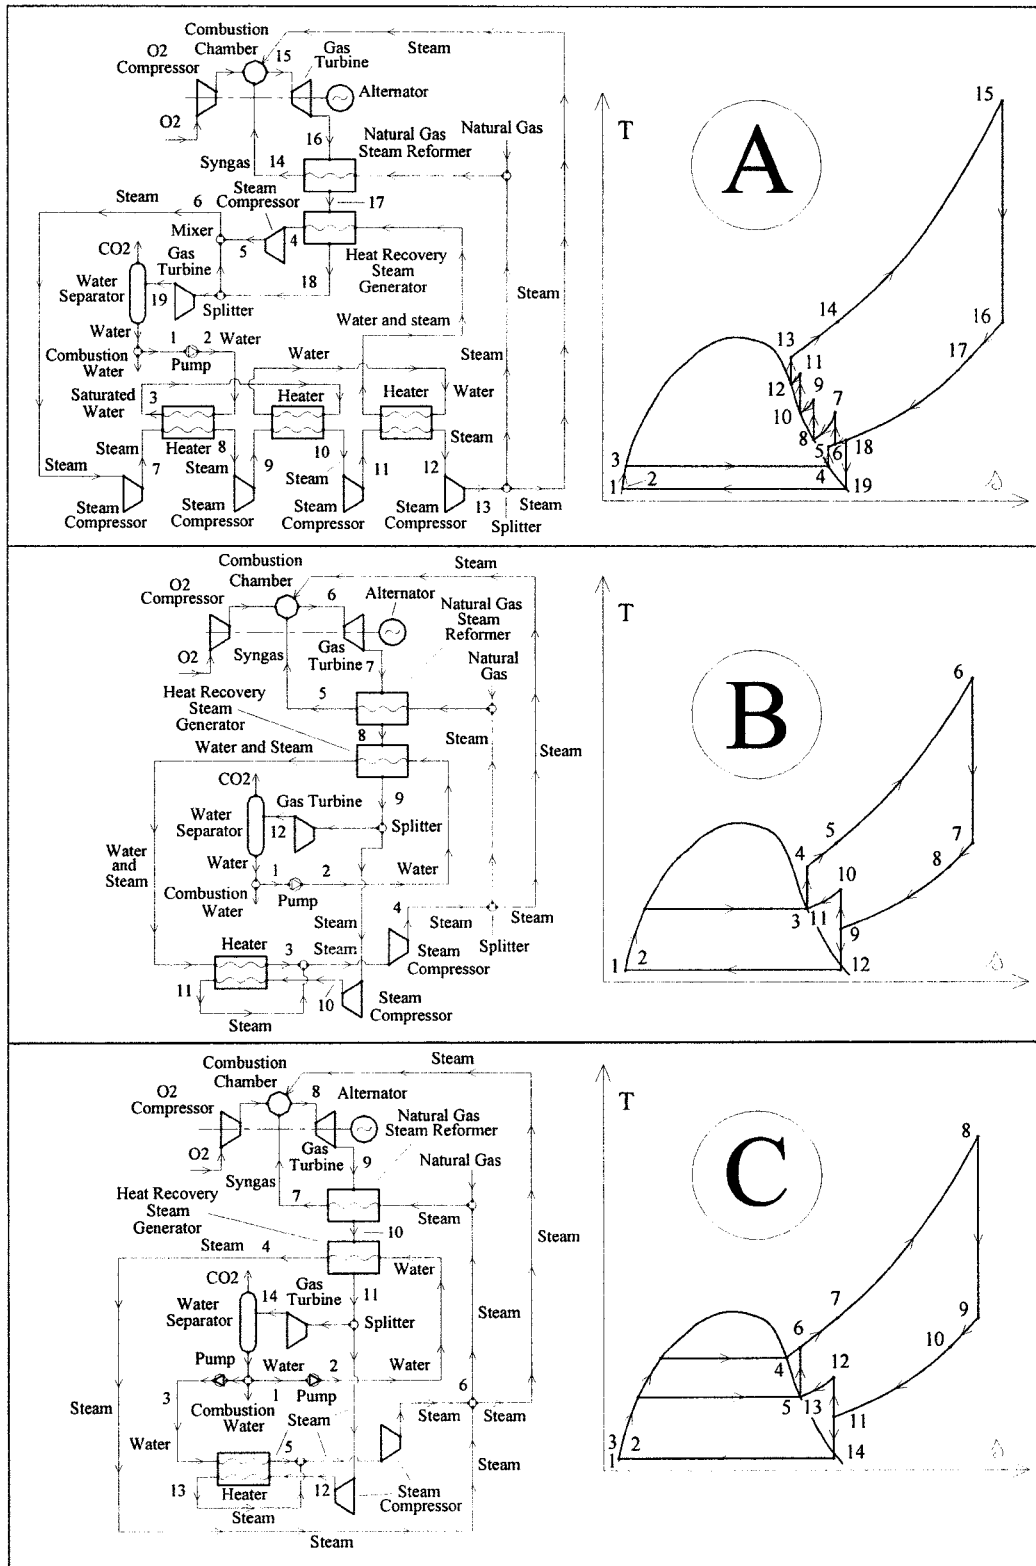 Combustion
Chamber
15
Steam
O2
Compressor
Gas
Turbine
Alternator
O2
16
Natural Gas
Steam Reformer
Natural Gas
14
Syngas
Steam
6
Steam
Compressor
17
Steam
Mixer
5
4
CO2
Gas
Turbine
Heat Recovery
Steam
Generator
Water
Separator
19
18
Splitter
Steam
Water
1
2
Water
Water and steam
Combustion
Water
Pump
Water
Steam
Saturated
Water
3
Heater
Heater
Water
Steam
Heater
8
10
12
Steam
7
Steam
9
Steam
11
Steam
13
Steam
Steam
Compressor
Steam
Compressor
Steam
Compressor
Steam
Compressor
Splitter
T
A
15
14
13
16
17
11
12
9
10
7
8
5
6
18
3
4
1
2
19
Combustion
Chamber
6
Steam
O2
Compressor
Alternator
Natural Gas
Steam
Reformer
O2
Syngas
Gas
Turbine
7
Natural
Gas
Heat Recovery
Steam
Generator
5
8
Steam
Steam
Water and Steam
CO2
9
Gas Turbine
Water
Separator
12
Splitter
Water
and
Steam
Water
1
2
Water
Combustion
Water
Pump
Steam
4
Steam
Steam
Heater
3
Steam
Splitter
Steam
Compressor
11
10
Steam
Steam
Compressor
T
B
6
5
4
7
8
10
3
11
9
1
2
12
Combustion
Chamber
8
Steam
O2
Compressor
Alternator
Natural Gas
Steam Reformer
O2
Gas
Turbine
9
Natural Gas
Syngas
7
Heat Recovery
Steam
Generator
Steam
10
Steam
4
Steam
Water
CO2
14
Gas
Turbine
11
Water
Separator
Splitter
Steam
Pump
Water
2
Water
1
Pump
6
Steam
3
Combustion
Water
Steam
Steam
Steam
Water
5
Steam
13
Heater
12
Steam
Compressor
Steam
Steam
T
C
8
7
6
9
10
4
12
5
13
11
3
1
2
14